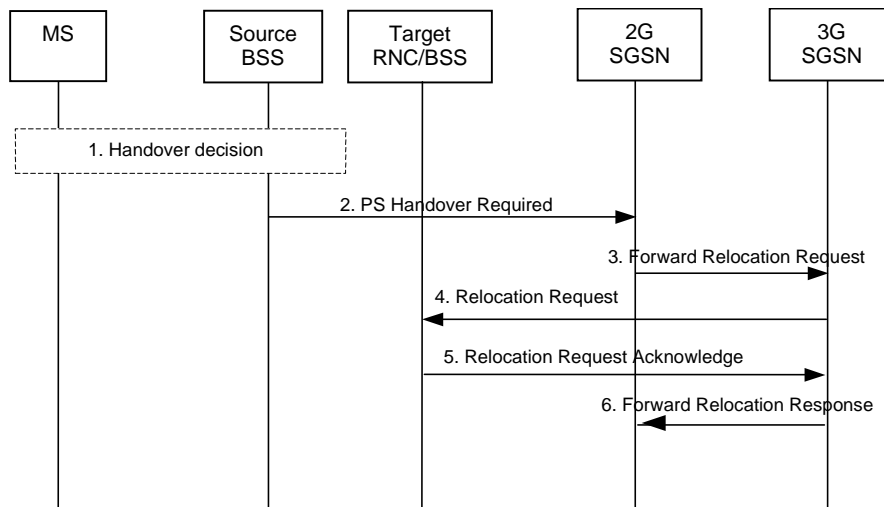 MS
Source
BSS
Target
RNC/BSS
2G
SGSN
3G
SGSN
1. Handover decision
2. PS Handover Required
3. Forward Relocation Request
4. Relocation Request
5. Relocation Request Acknowledge
6. Forward Relocation Response